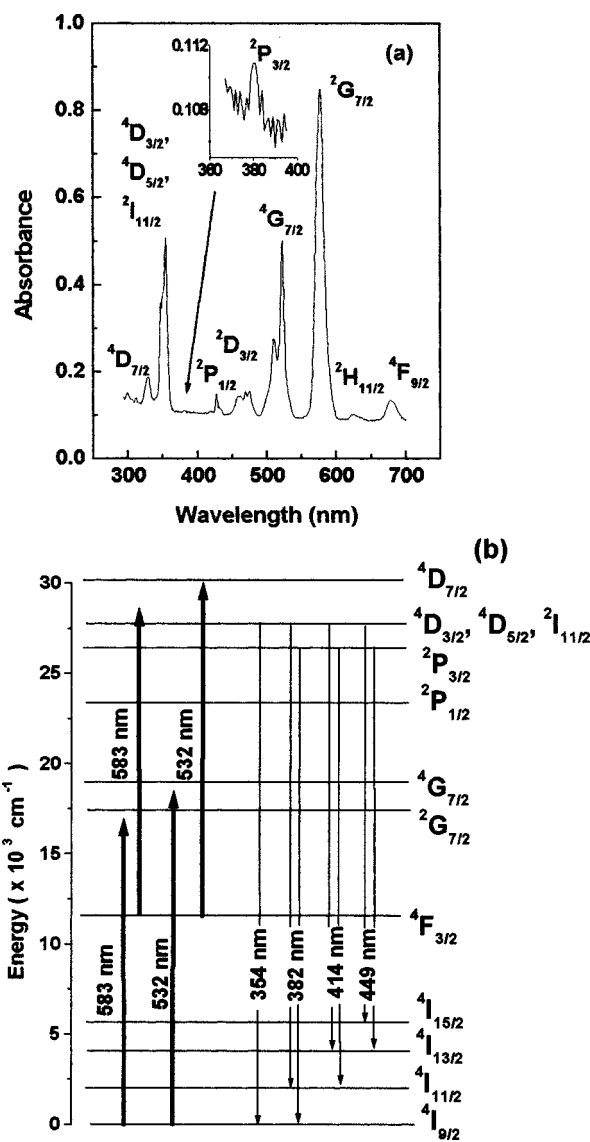 (a)
1.0
0.8
0.6
0.4
0.2
0.0
Absorbance
300 400 500 600 700
Wavelength (nm)
0.112
0.108
360 380 400
²P₃/₂
²G₇/₂
⁴D₃/₂,
⁴D₅/₂,
²I₁₁/₂
⁴G₇/₂
⁴D₇/₂
²P₁/₂
²D₃/₂
²H₁₁/₂
⁴F₉/₂
(b)
30
25
20
15
10
5
0
Energy ( x 10³ cm⁻¹)
⁴D₇/₂
⁴D₃/₂, ⁴D₅/₂, ²I₁₁/₂
²P₃/₂
²P₁/₂
⁴G₇/₂
²G₇/₂
⁴F₃/₂
⁴I₁₅/₂
⁴I₁₃/₂
⁴I₁₁/₂
⁴I₉/₂
583 nm
532 nm
583 nm
532 nm
354 nm
382 nm
414 nm
449 nm